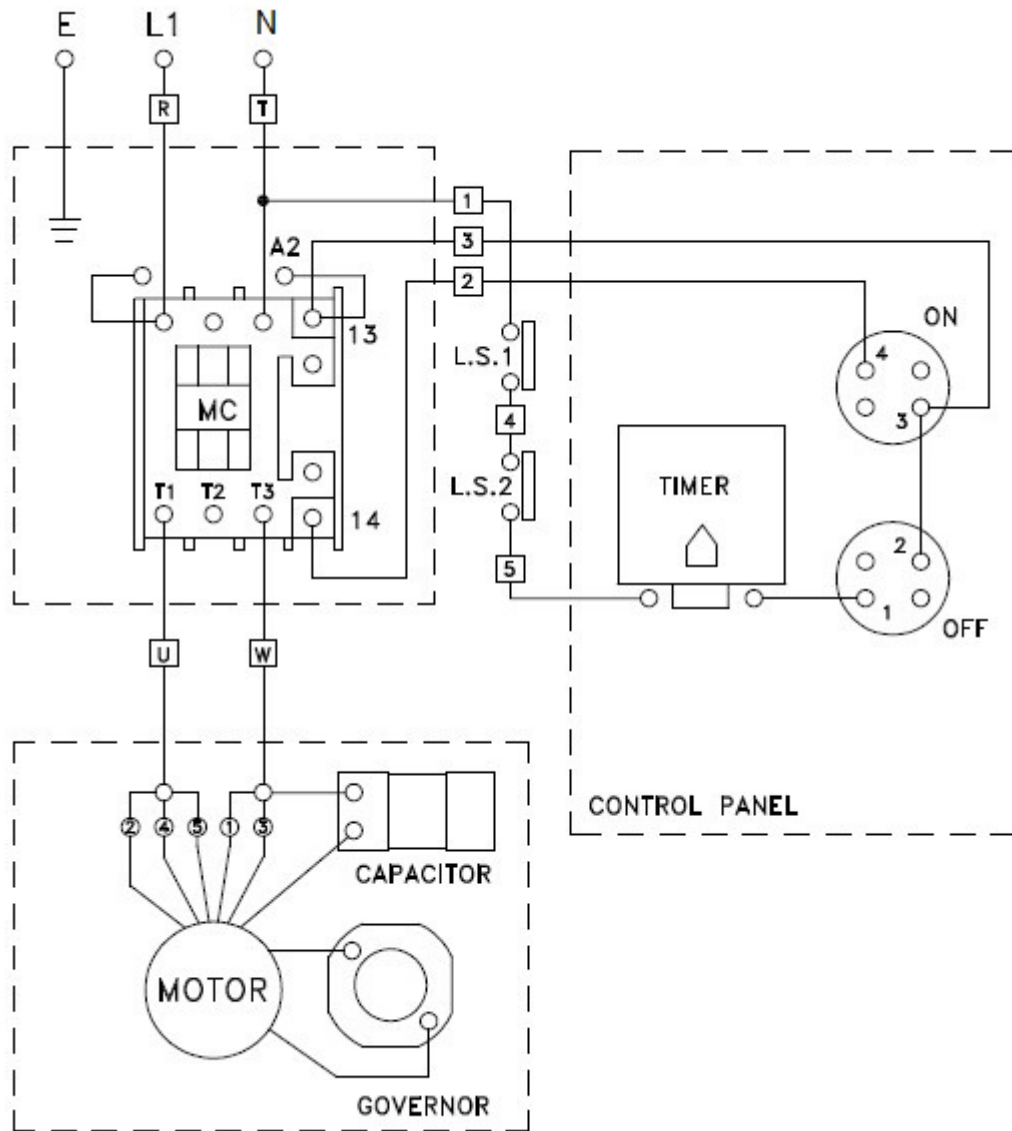 E L1 N
R T
1
3
A2
2
13
ON
L.S.1
4
MC
3
4
TIMER
L.S.2
T1 T2 T3
14
2
5
1
OFF
U W
CONTROL PANEL
2 4 5 1 3
CAPACITOR
MOTOR
GOVERNOR